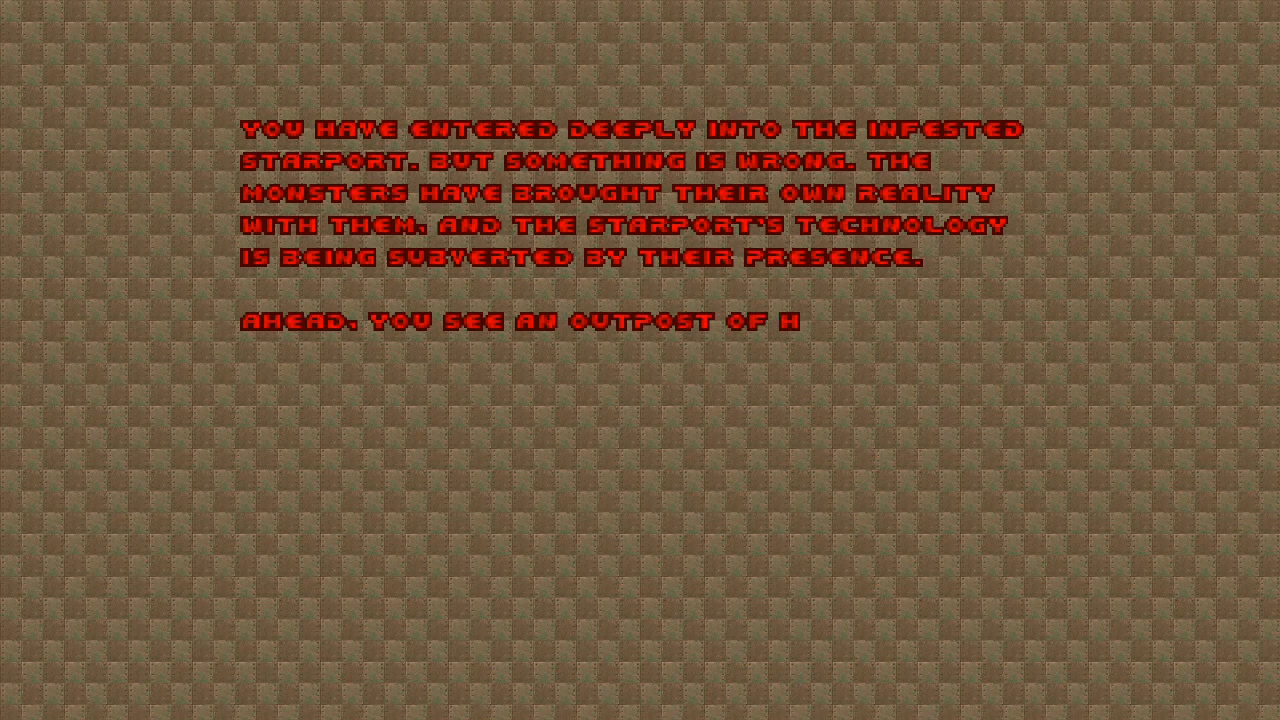 YOU HAVE ENTERED DEEPLY INTO THE INFESTED
STARPORT. BUT SOMETHING IS WRONG. THE
MONSTERS HAVE BROUGHT THEIR OWN REALITY
WITH THEM, AND THE STARPORT'S TECHNOLOGY
IS BEING SUBVERTED BY THEIR PRESENCE.
AHEAD, YOU SEE AN OUTPOST OF H